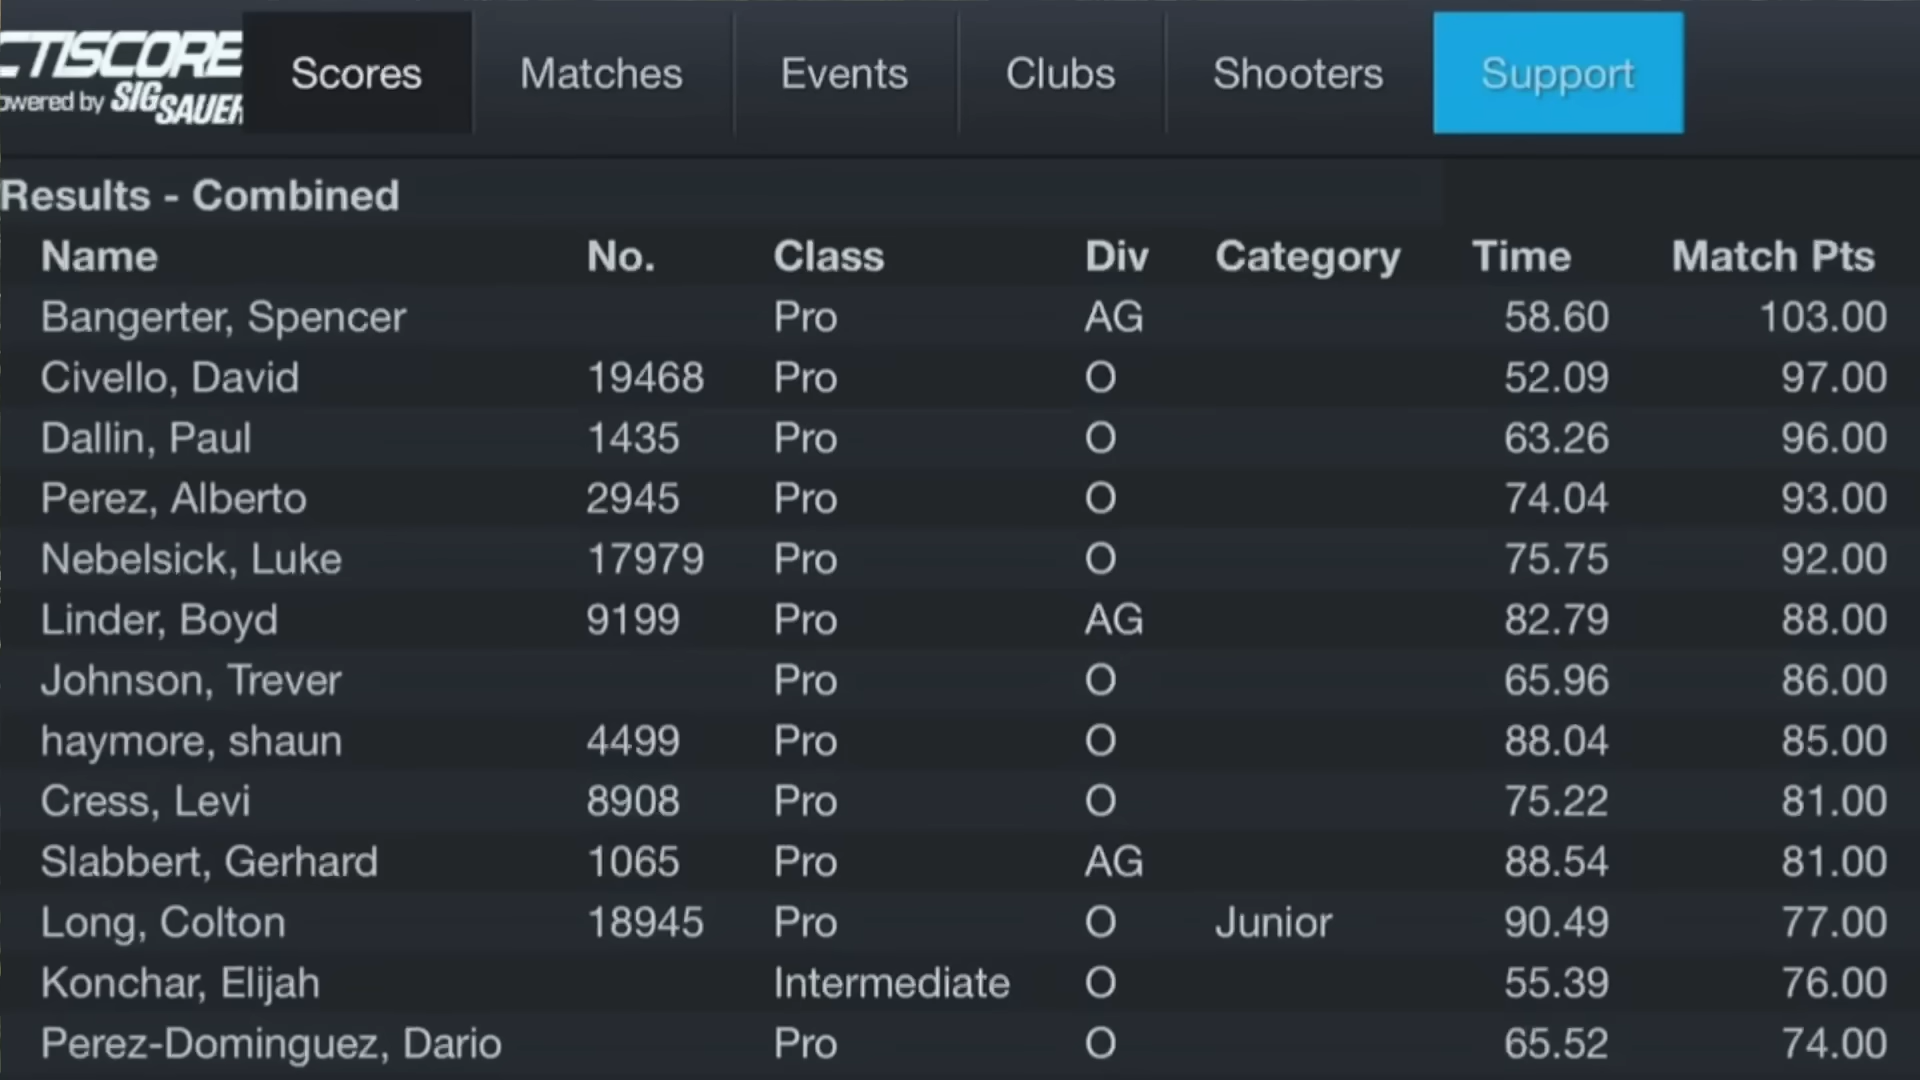 CTISCORE
owered by SIG SAUER
Scores Matches Events Clubs Shooters Support
Results - Combined
Name No. Class Div Category Time Match Pts
Bangerter, Spencer Pro AG 58.60 103.00
Civello, David 19468 Pro O 52.09 97.00
Dallin, Paul 1435 Pro O 63.26 96.00
Perez, Alberto 2945 Pro O 74.04 93.00
Nebelsick, Luke 17979 Pro O 75.75 92.00
Linder, Boyd 9199 Pro AG 82.79 88.00
Johnson, Trever Pro O 65.96 86.00
haymore, shaun 4499 Pro O 88.04 85.00
Cress, Levi 8908 Pro O 75.22 81.00
Slabbert, Gerhard 1065 Pro AG 88.54 81.00
Long, Colton 18945 Pro O Junior 90.49 77.00
Konchar, Elijah Intermediate O 55.39 76.00
Perez-Dominguez, Dario Pro O 65.52 74.00